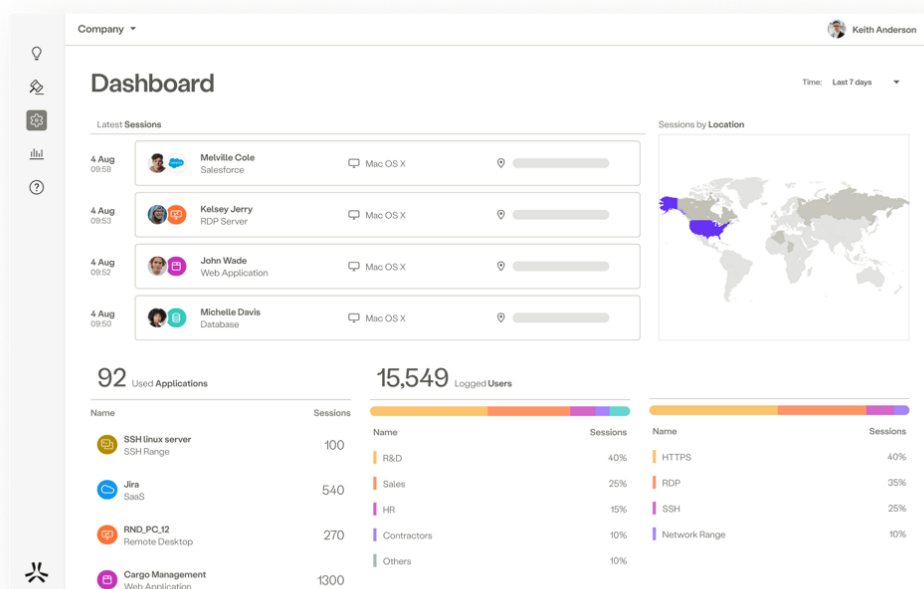 Company
Keith Anderson
Dashboard
Time: Last 7 days
Latest Sessions
Sessions by Location
4 Aug
09:58
Melville Cole
Salesforce
Mac OS X
4 Aug
09:53
Kelsey Jerry
RDP Server
Mac OS X
4 Aug
09:52
John Wade
Web Application
Mac OS X
4 Aug
09:50
Michelle Davis
Database
Mac OS X
92 Used Applications
Name Sessions
SSH linux server
SSH Range
100
Jira
SaaS
540
RND_PC_12
Remote Desktop
270
Cargo Management
Web Application
1300
15,549 Logged Users
Name Sessions
R&D 40%
Sales 25%
HR 15%
Contractors 10%
Others 10%
Name Sessions
HTTPS 40%
RDP 35%
SSH 25%
Network Range 10%